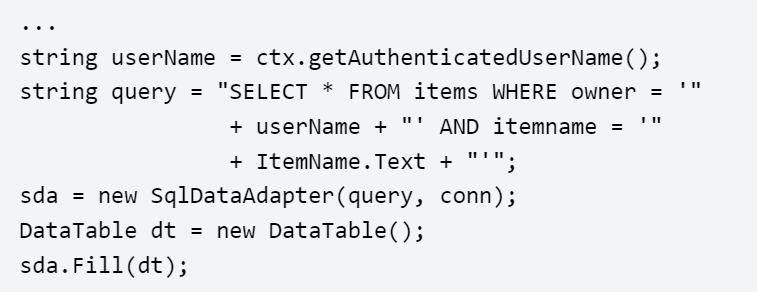 ...
string userName = ctx.getAuthenticatedUserName();
string query = "SELECT * FROM items WHERE owner = '"
+ userName + "' AND itemname = '"
+ ItemName.Text + "'";
sda = new SqlDataAdapter(query, conn);
DataTable dt = new DataTable();
sda.Fill(dt);